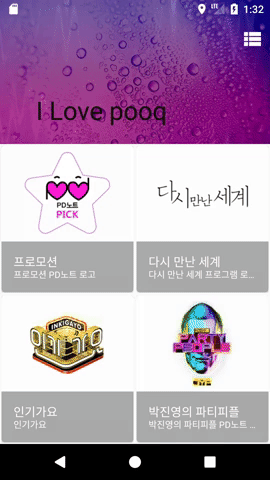 LTE 1:32
I Love pooq
PD노트
PICK
다시 만난 세계
프로모션
프로모션 PD노트 로고
다시 만난 세계
다시 만난 세계 프로그램 로...
INKIGAYO
인기가요
PARTY
PEOPLE
인기가요
인기가요
박진영의 파티피플
박진영의 파티피플 PD노트 ...